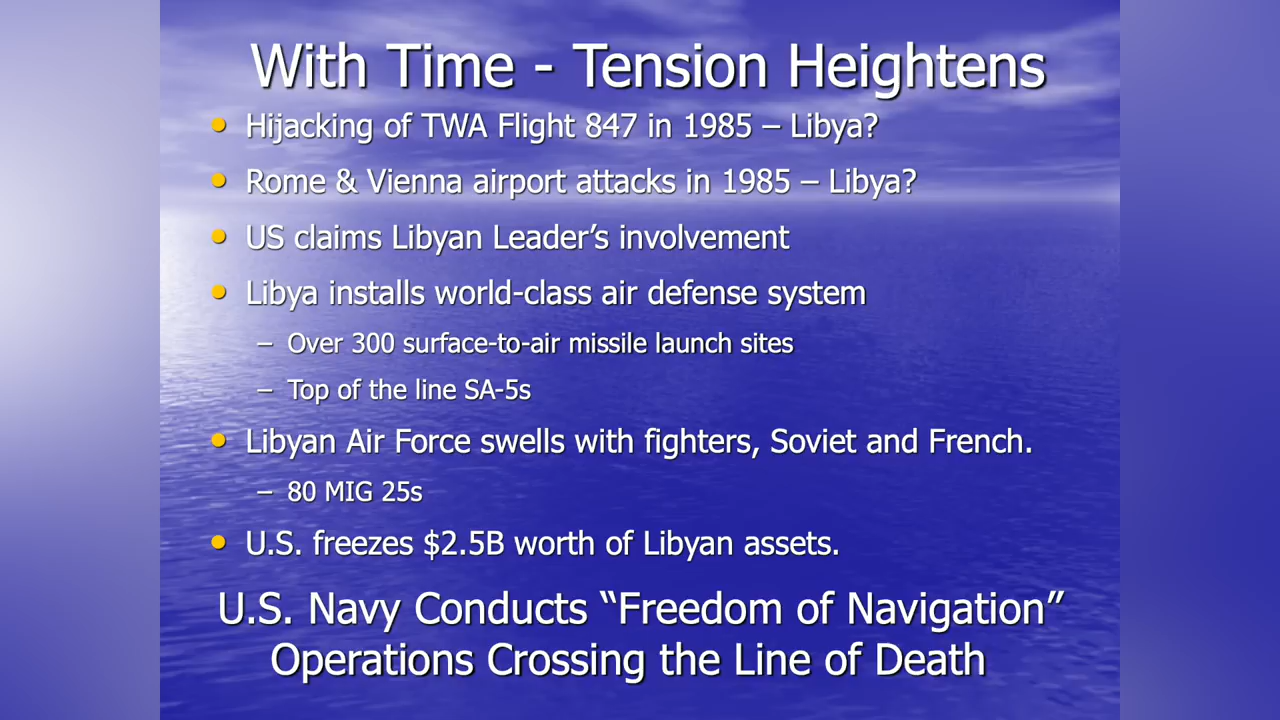 With Time - Tension Heightens
• Hijacking of TWA Flight 847 in 1985 – Libya?
• Rome & Vienna airport attacks in 1985 – Libya?
• US claims Libyan Leader’s involvement
• Libya installs world-class air defense system
– Over 300 surface-to-air missile launch sites
– Top of the line SA-5s
• Libyan Air Force swells with fighters, Soviet and French.
– 80 MIG 25s
• U.S. freezes $2.5B worth of Libyan assets.
U.S. Navy Conducts “Freedom of Navigation”
Operations Crossing the Line of Death